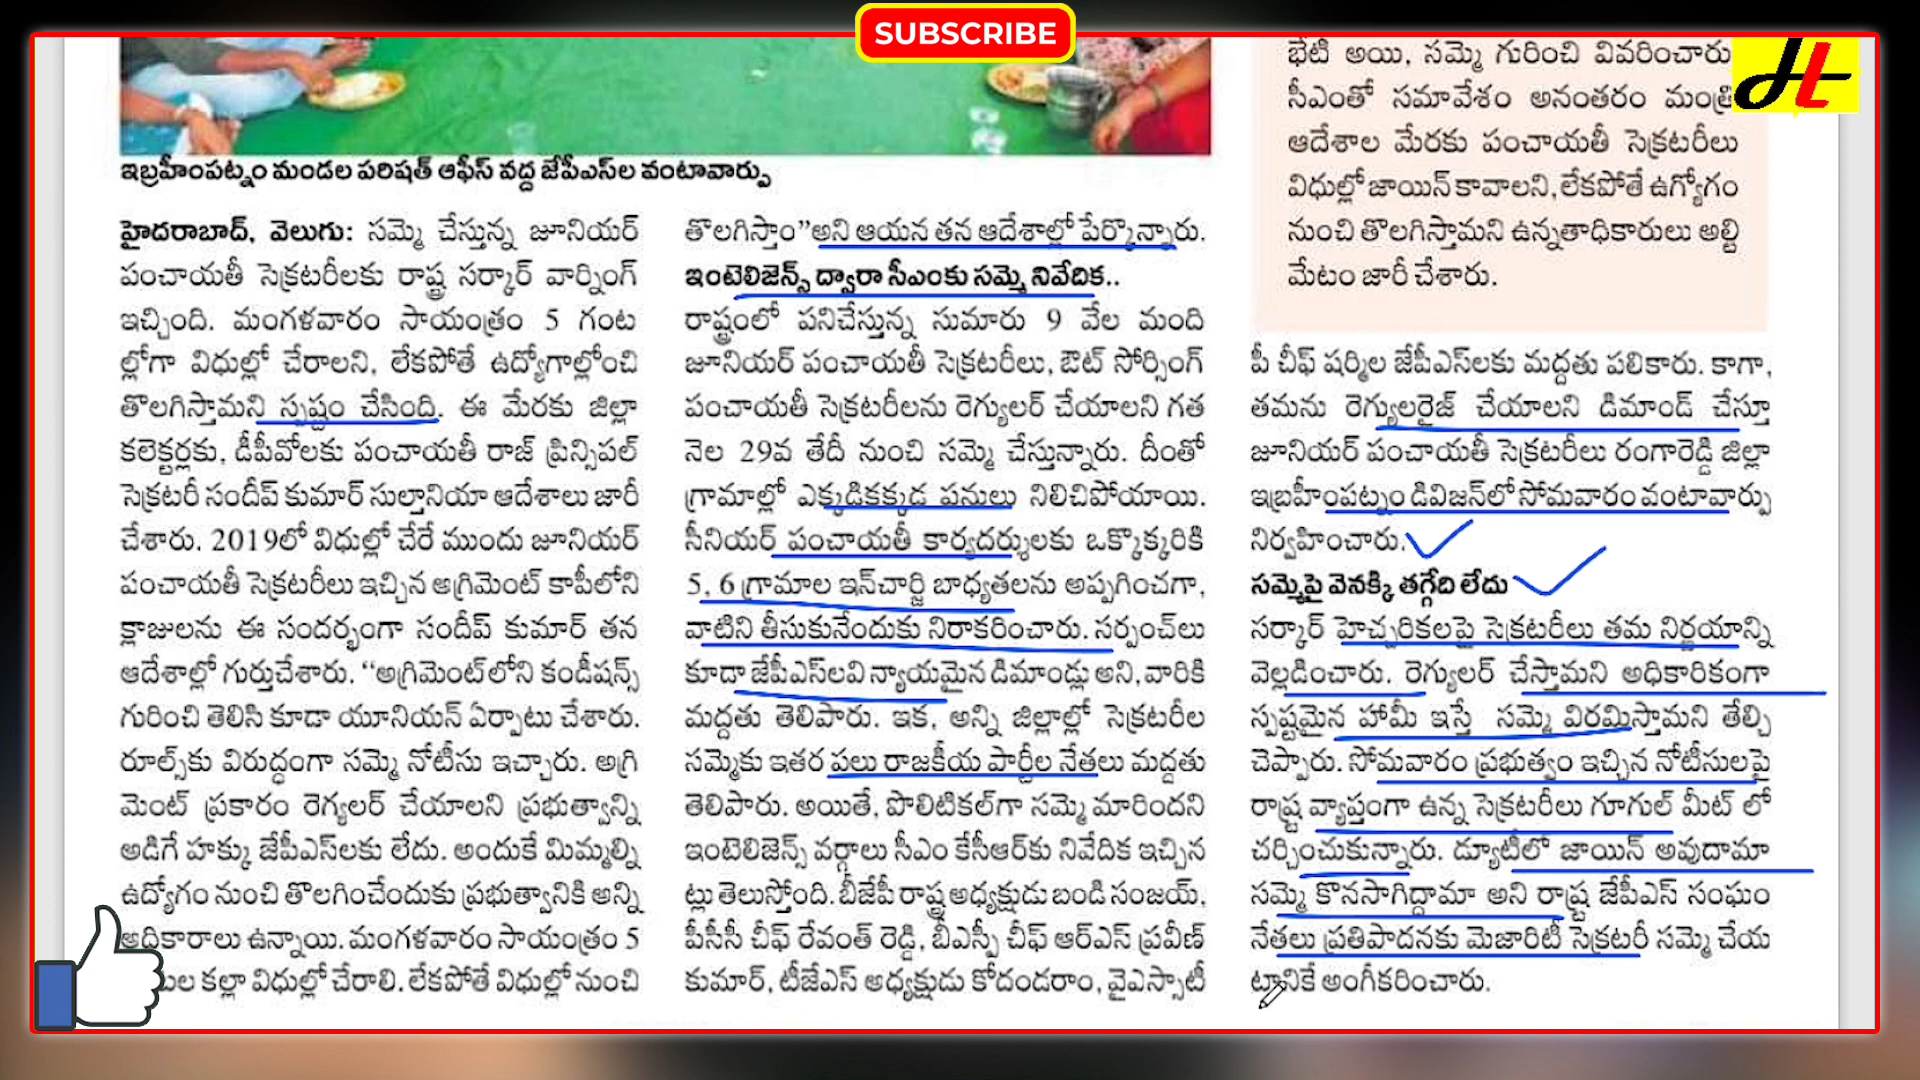 SUBSCRIBE
ఇబ్రహీంపట్నం మండల పరిషత్ ఆఫీస్ వద్ద జేపీఎస్‌ల వంటావార్పు
హైదరాబాద్, వెలుగు: సమ్మె చేస్తున్న జూనియర్
పంచాయతీ సెక్రటరీలకు రాష్ట్ర సర్కార్ వార్నింగ్
ఇచ్చింది. మంగళవారం సాయంత్రం 5 గంట
ల్లోగా విధుల్లో చేరాలని, లేకపోతే ఉద్యోగాల్లోంచి
తొలగిస్తామని స్పష్టం చేసింది. ఈ మేరకు జిల్లా
కలెక్టర్లకు, డీపీవోలకు పంచాయతీ రాజ్ ప్రిన్సిపల్
సెక్రటరీ సందీప్ కుమార్ సుల్తానియా ఆదేశాలు జారీ
చేశారు. 2019లో విధుల్లో చేరే ముందు జూనియర్
పంచాయతీ సెక్రటరీలు ఇచ్చిన అగ్రిమెంట్ కాపీలోని
క్లాజులను ఈ సందర్భంగా సందీప్ కుమార్ తన
ఆదేశాల్లో గుర్తుచేశారు. “అగ్రిమెంట్‌లోని కండీషన్స్
గురించి తెలిసి కూడా యూనియన్ ఏర్పాటు చేశారు.
రూల్స్‌కు విరుద్ధంగా సమ్మె నోటీసు ఇచ్చారు. అగ్రి
మెంట్ ప్రకారం రెగ్యలర్ చేయాలని ప్రభుత్వాన్ని
అడిగే హక్కు జేపీఎస్‌లకు లేదు. అందుకే మిమ్మల్ని
ఉద్యోగం నుంచి తొలగించేందుకు ప్రభుత్వానికి అన్ని
అధికారాలు ఉన్నాయి. మంగళవారం సాయంత్రం 5
కల్లా విధుల్లో చేరాలి. లేకపోతే విధుల్లో నుంచి
తొలగిస్తాం” అని ఆయన తన ఆదేశాల్లో పేర్కొన్నారు.
ఇంటెలిజెన్స్ ద్వారా సీఎంకు సమ్మె నివేదిక..
రాష్ట్రంలో పనిచేస్తున్న సుమారు 9 వేల మంది
జూనియర్ పంచాయతీ సెక్రటరీలు, ఔట్ సోర్సింగ్
పంచాయతీ సెక్రటరీలను రెగ్యులర్ చేయాలని గత
నెల 29వ తేదీ నుంచి సమ్మె చేస్తున్నారు. దీంతో
గ్రామాల్లో ఎక్కడికక్కడ పనులు నిలిచిపోయాయి.
సీనియర్ పంచాయతీ కార్యదర్శులకు ఒక్కొక్కరికి
5, 6 గ్రామాల ఇన్‌చార్జి బాధ్యతలను అప్పగించగా,
వాటిని తీసుకునేందుకు నిరాకరించారు. సర్పంచ్‌లు
కూడా జేపీఎస్‌లవి న్యాయమైన డిమాండ్లు అని, వారికి
మద్దతు తెలిపారు. ఇక, అన్ని జిల్లాల్లో సెక్రటరీల
సమ్మెకు ఇతర పలు రాజకీయ పార్టీల నేతలు మద్దతు
తెలిపారు. అయితే, పొలిటికల్‌గా సమ్మె మారిందని
ఇంటెలిజెన్స్ వర్గాలు సీఎం కేసీఆర్‌కు నివేదిక ఇచ్చిన
ట్లు తెలుస్తోంది. బీజేపీ రాష్ట్ర అధ్యక్షుడు బండి సంజయ్,
పీసీసీ చీఫ్ రేవంత్ రెడ్డి, బీఎస్పీ చీఫ్ ఆర్ఎస్ ప్రవీణ్
కుమార్, టీజేఎస్ అధ్యక్షుడు కోదండరాం, వైఎస్సాటీ
భేటీ అయి, సమ్మె గురించి వివరించారు
సీఎంతో సమావేశం అనంతరం మంత్రి
ఆదేశాల మేరకు పంచాయతీ సెక్రటరీలు
విధుల్లో జాయిన్ కావాలని, లేకపోతే ఉగ్యోగం
నుంచి తొలగిస్తామని ఉన్నతాధికారులు అల్టి
మేటం జారీ చేశారు.
పీ చీఫ్ షర్మిల జేపీఎస్‌లకు మద్దతు పలికారు. కాగా,
తమను రెగ్యులరైజ్ చేయాలని డిమాండ్ చేస్తూ
జూనియర్ పంచాయతీ సెక్రటరీలు రంగారెడ్డి జిల్లా
ఇబ్రహీంపట్నం డివిజన్‌లో సోమవారం వంటావార్పు
నిర్వహించారు.
సమ్మెపై వెనక్కి తగ్గేది లేదు
సర్కార్ హెచ్చరికలపై సెక్రటరీలు తమ నిర్ణయాన్ని
వెల్లడించారు. రెగ్యులర్ చేస్తామని అధికారికంగా
స్పష్టమైన హామీ ఇస్తే సమ్మె విరమిస్తామని తేల్చి
చెప్పారు. సోమవారం ప్రభుత్వం ఇచ్చిన నోటీసులపై
రాష్ట్ర వ్యాప్తంగా ఉన్న సెక్రటరీలు గూగుల్ మీట్ లో
చర్చించుకున్నారు. డ్యూటీలో జాయిన్ అవుదామా
సమ్మె కొనసాగిద్దామా అని రాష్ట్ర జేపీఎస్ సంఘం
నేతలు ప్రతిపాదనకు మెజారిటీ సెక్రటరీ సమ్మె చేయ
ట్రానికే అంగీకరించారు.